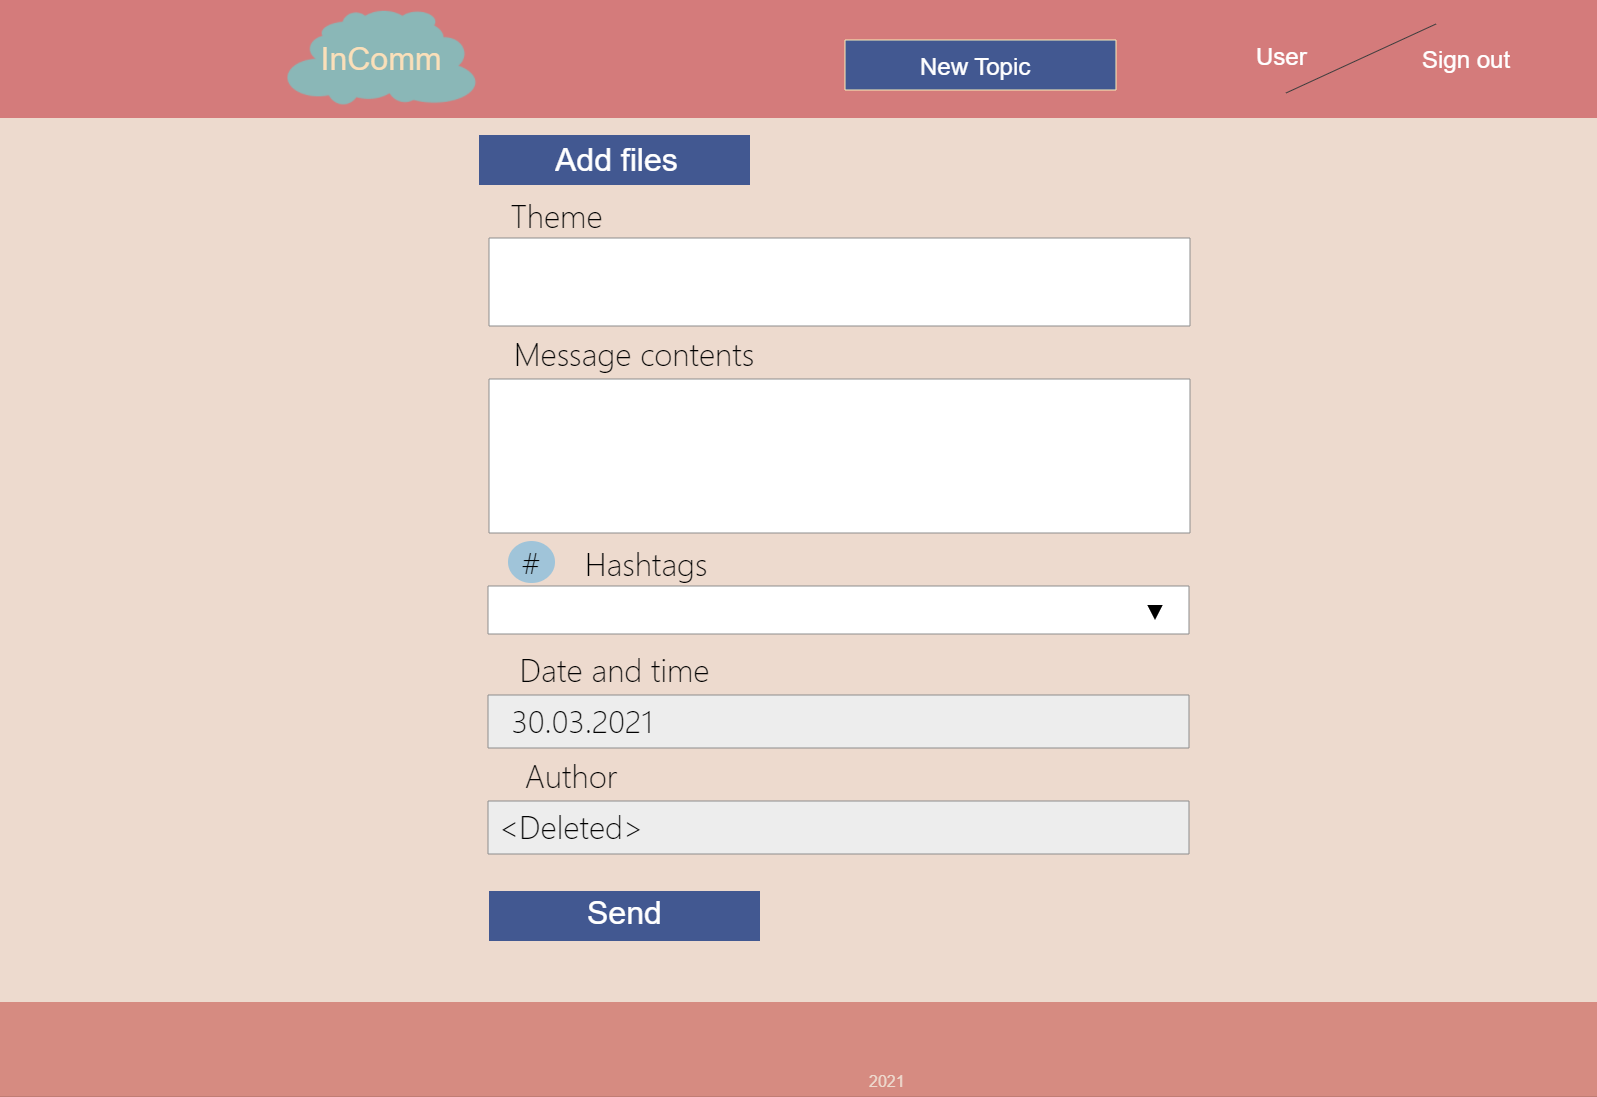 InComm
New Topic
User
Sign out
Add files
Theme
Message contents
# Hashtags
▼
Date and time
30.03.2021
Author
<Deleted>
Send
2021